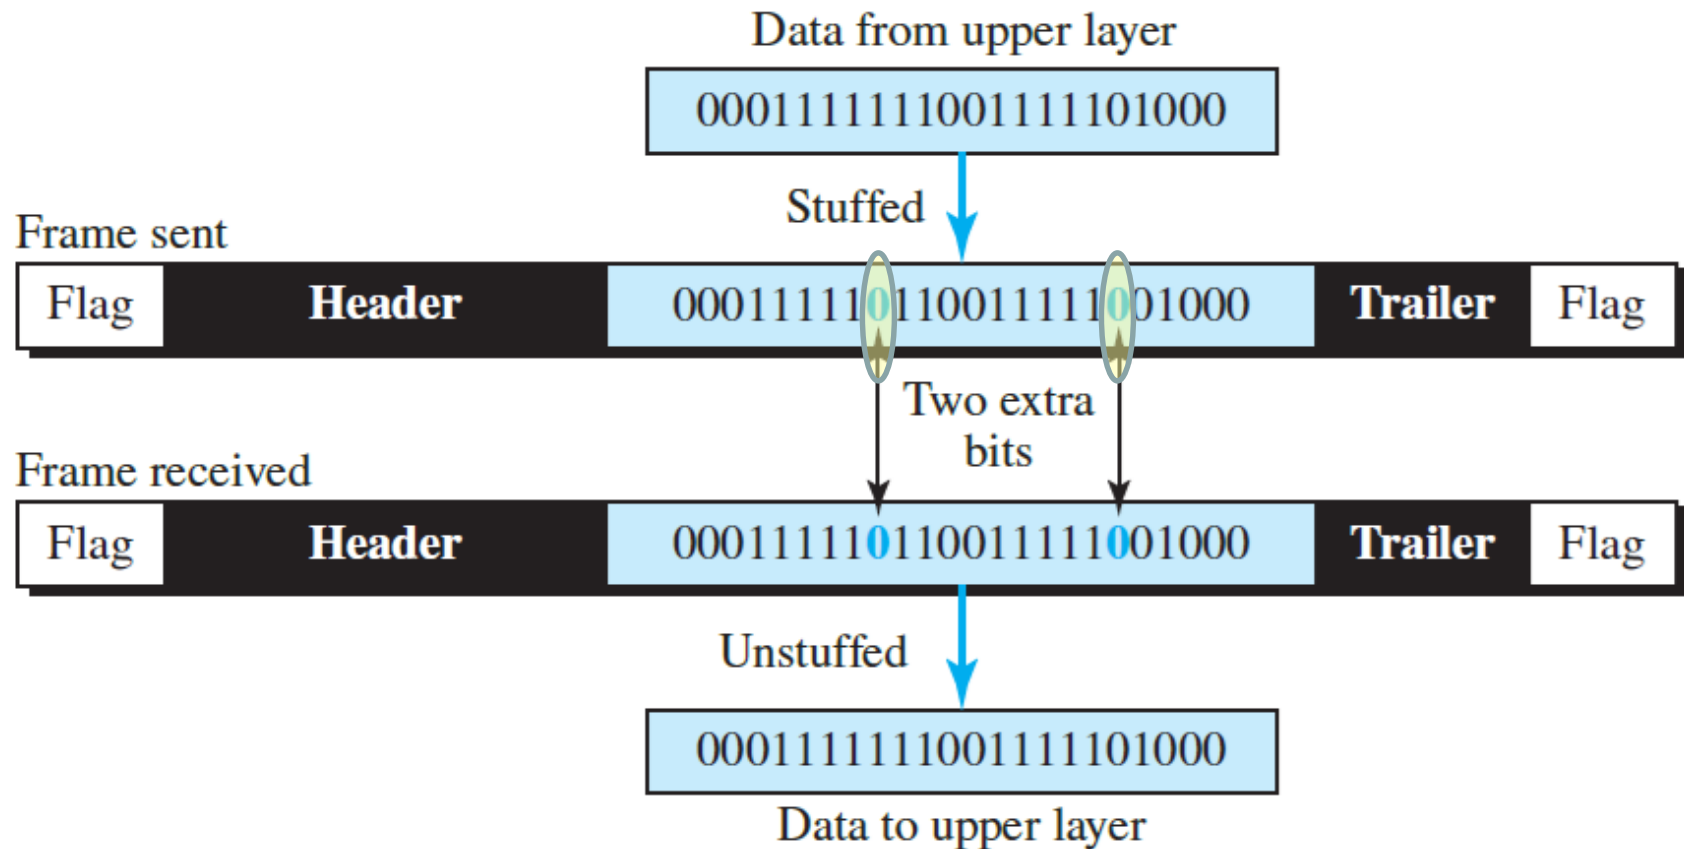 Data from upper layer
0001111111001111101000
Stuffed
Frame sent
Flag Header 000111110110011111001000 Trailer Flag
Two extra
bits
Frame received
Flag Header 000111110110011111001000 Trailer Flag
Unstuffed
0001111111001111101000
Data to upper layer